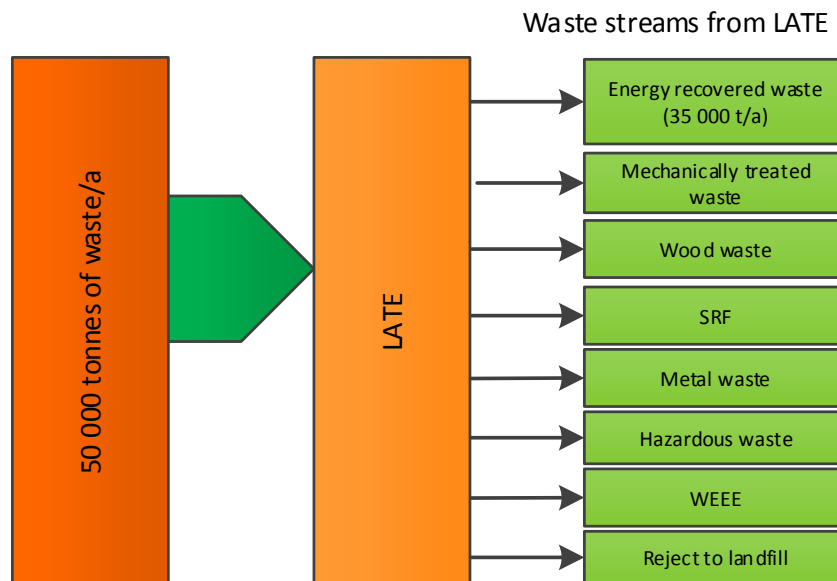 Waste streams from LATE
50 000 tonnes of waste/a
LATE
Energy recovered waste
(35 000 t/a)
Mechanically treated
waste
Wood waste
SRF
Metal waste
Hazardous waste
WEEE
Reject to landfill